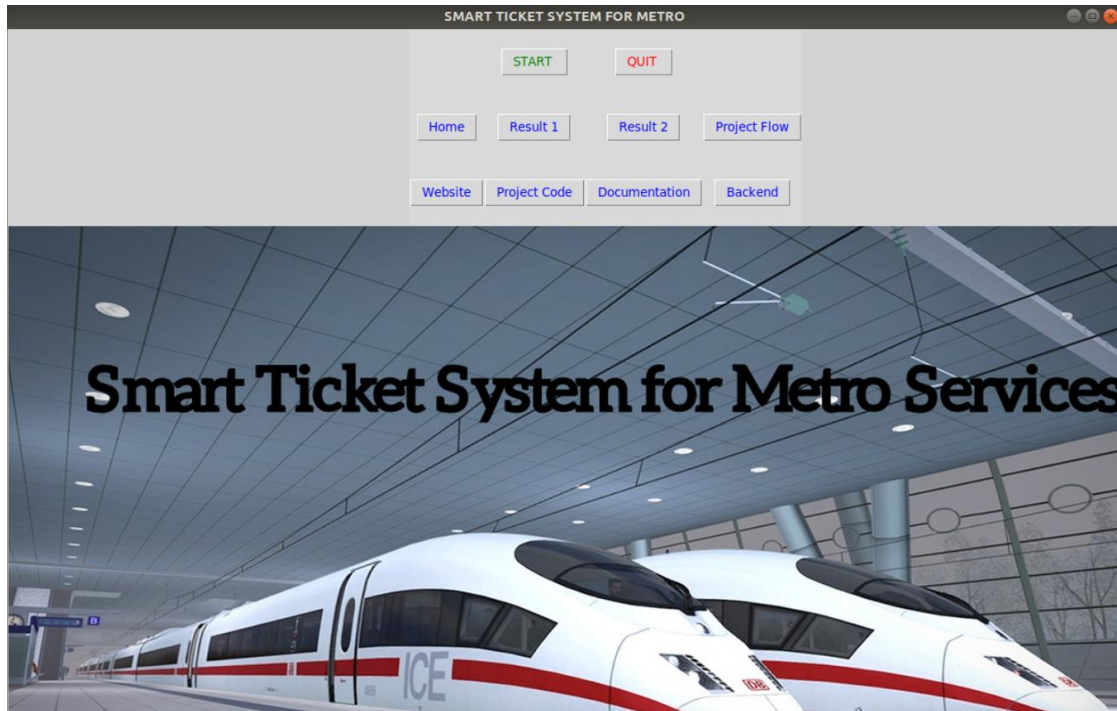 SMART TICKET SYSTEM FOR METRO
START QUIT
Home Result 1 Result 2 Project Flow
Website Project Code Documentation Backend
Smart Ticket System for Metro Services
B
ICE
DB